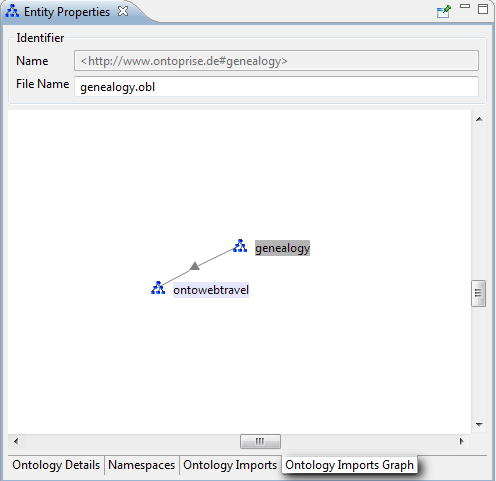 Entity Properties
Identifier
Name <http://www.ontoprise.de#genealogy>
File Name genealogy.obl
genealogy
ontowebtravel
Ontology Details Namespaces Ontology Imports Ontology Imports Graph